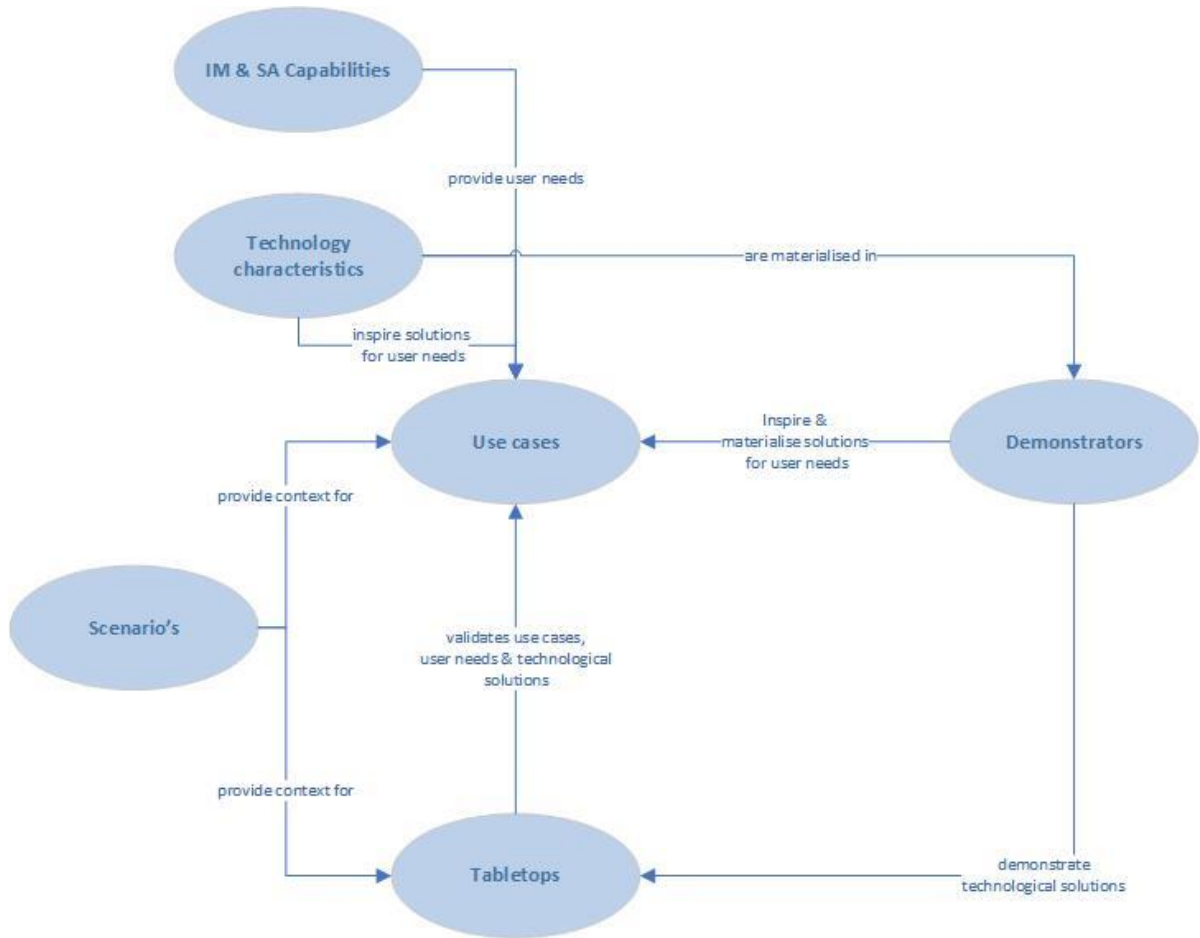 IM & SA Capabilities
provide user needs
Technology
characteristics
are materialised in
inspire solutions
for user needs
Use cases
Inspire &
materialise solutions
for user needs
Demonstrators
provide context for
Scenario's
validates use cases,
user needs & technological
solutions
provide context for
Tabletops
demonstrate
technological solutions